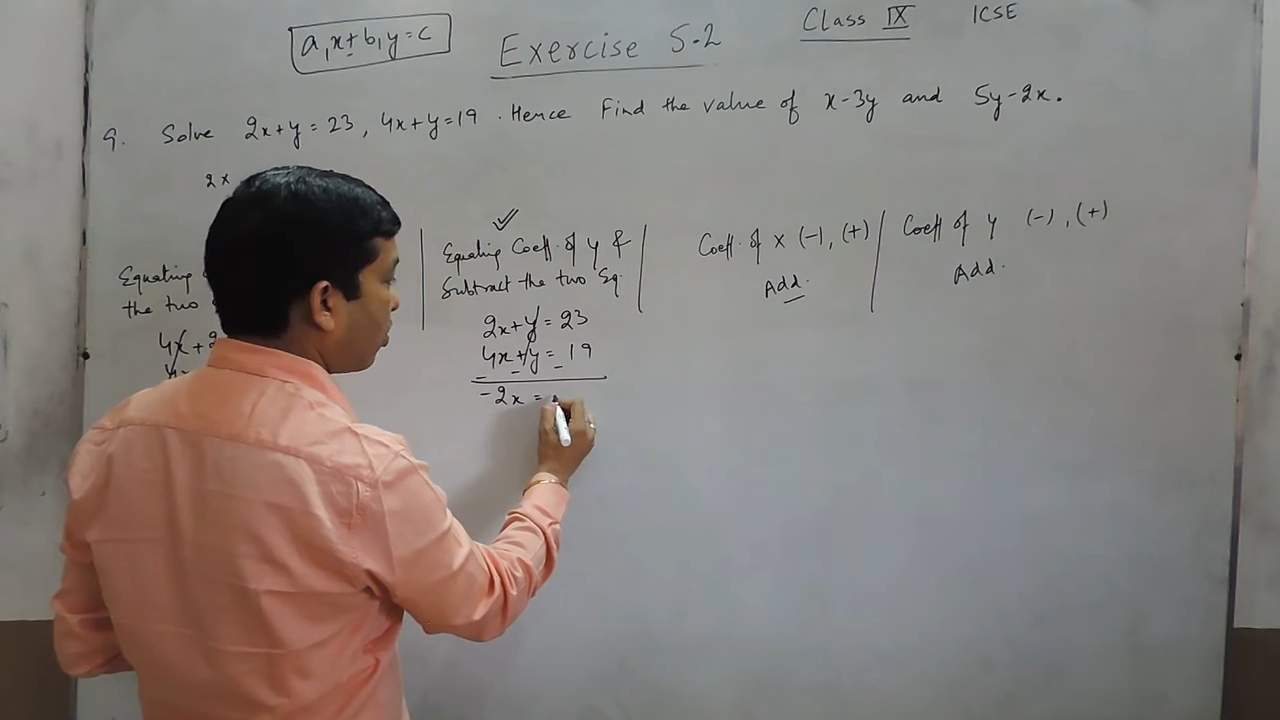 a₁x + b₁y = c
Exercise 5.2
Class IX ICSE
9. Solve 2x+y = 23, 4x+y=19. Hence Find the value of x-3y and 5y-2x.
2x
Equating
the two
4x + 2
4x
✓
Equating Coeff. of y &
Subtract the two Eq.
2x + y = 23
4x + y = 19
- - -
-2x =
Coeff. of x (-), (+)
Add.
Coeff of y (-), (+)
Add.